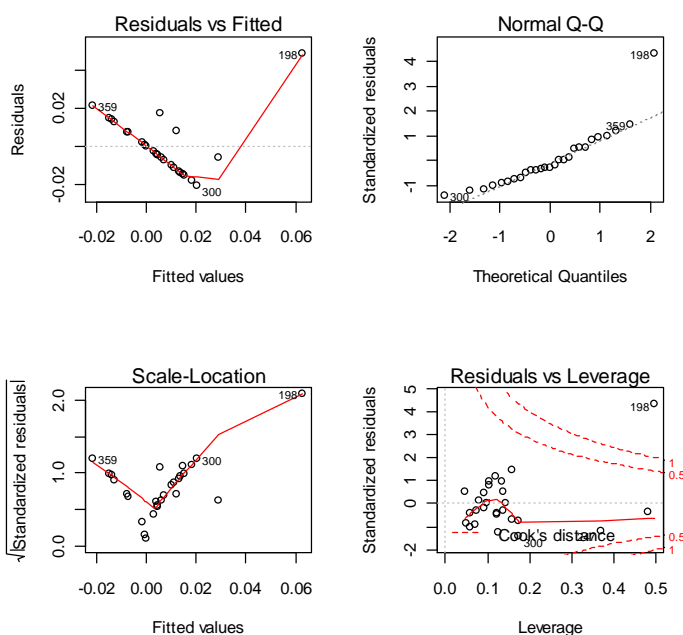 Residuals vs Fitted
Residuals
0.02
-0.02
198
359
300
-0.02 0.00 0.02 0.04 0.06
Fitted values
Normal Q-Q
Standardized residuals
4
3
2
1
-1
198
359
300
-2 -1 0 1 2
Theoretical Quantiles
Scale-Location
√|Standardized residuals|
2.0
1.0
0.0
198
359
300
-0.02 0.00 0.02 0.04 0.06
Fitted values
Residuals vs Leverage
Standardized residuals
5
4
3
2
1
0
-2
198
1
0.5
0.5
1
Cook's distance
300
0.0 0.1 0.2 0.3 0.4 0.5
Leverage